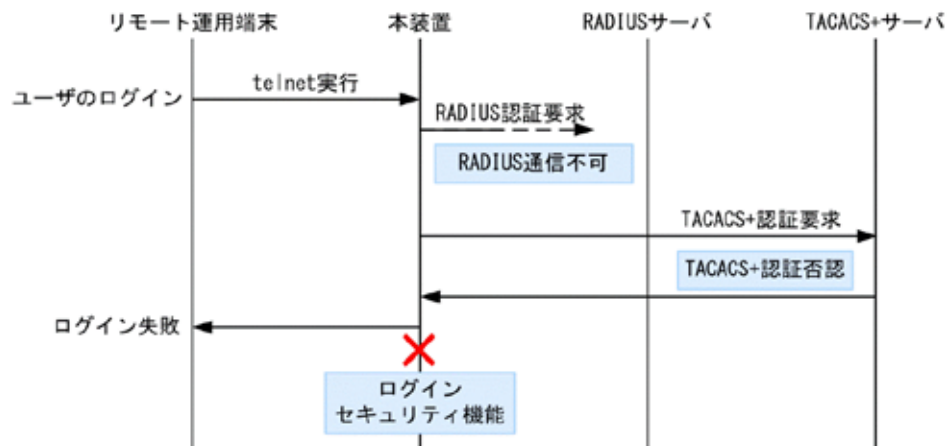 リモート運用端末
本装置
RADIUSサーバ
TACACS+サーバ
telnet実行
ユーザのログイン
RADIUS認証要求
RADIUS通信不可
TACACS+認証要求
TACACS+認証否認
ログイン失敗
ログイン
セキュリティ機能